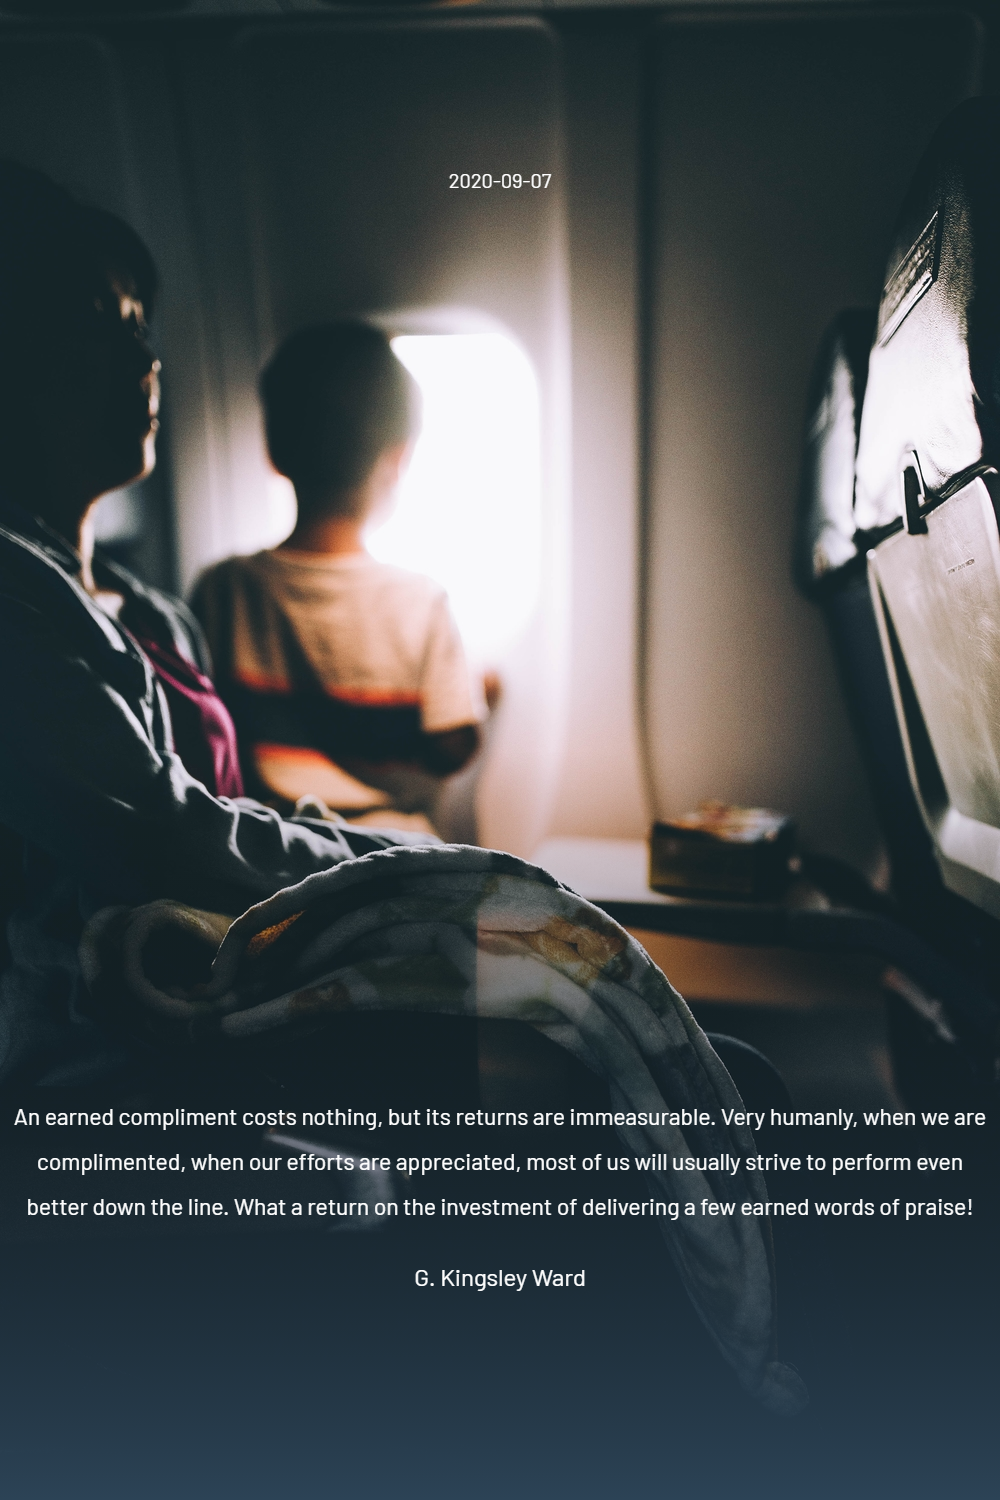 2020-09-07
An earned compliment costs nothing, but its returns are immeasurable. Very humanly, when we are
complimented, when our efforts are appreciated, most of us will usually strive to perform even
better down the line. What a return on the investment of delivering a few earned words of praise!
G. Kingsley Ward